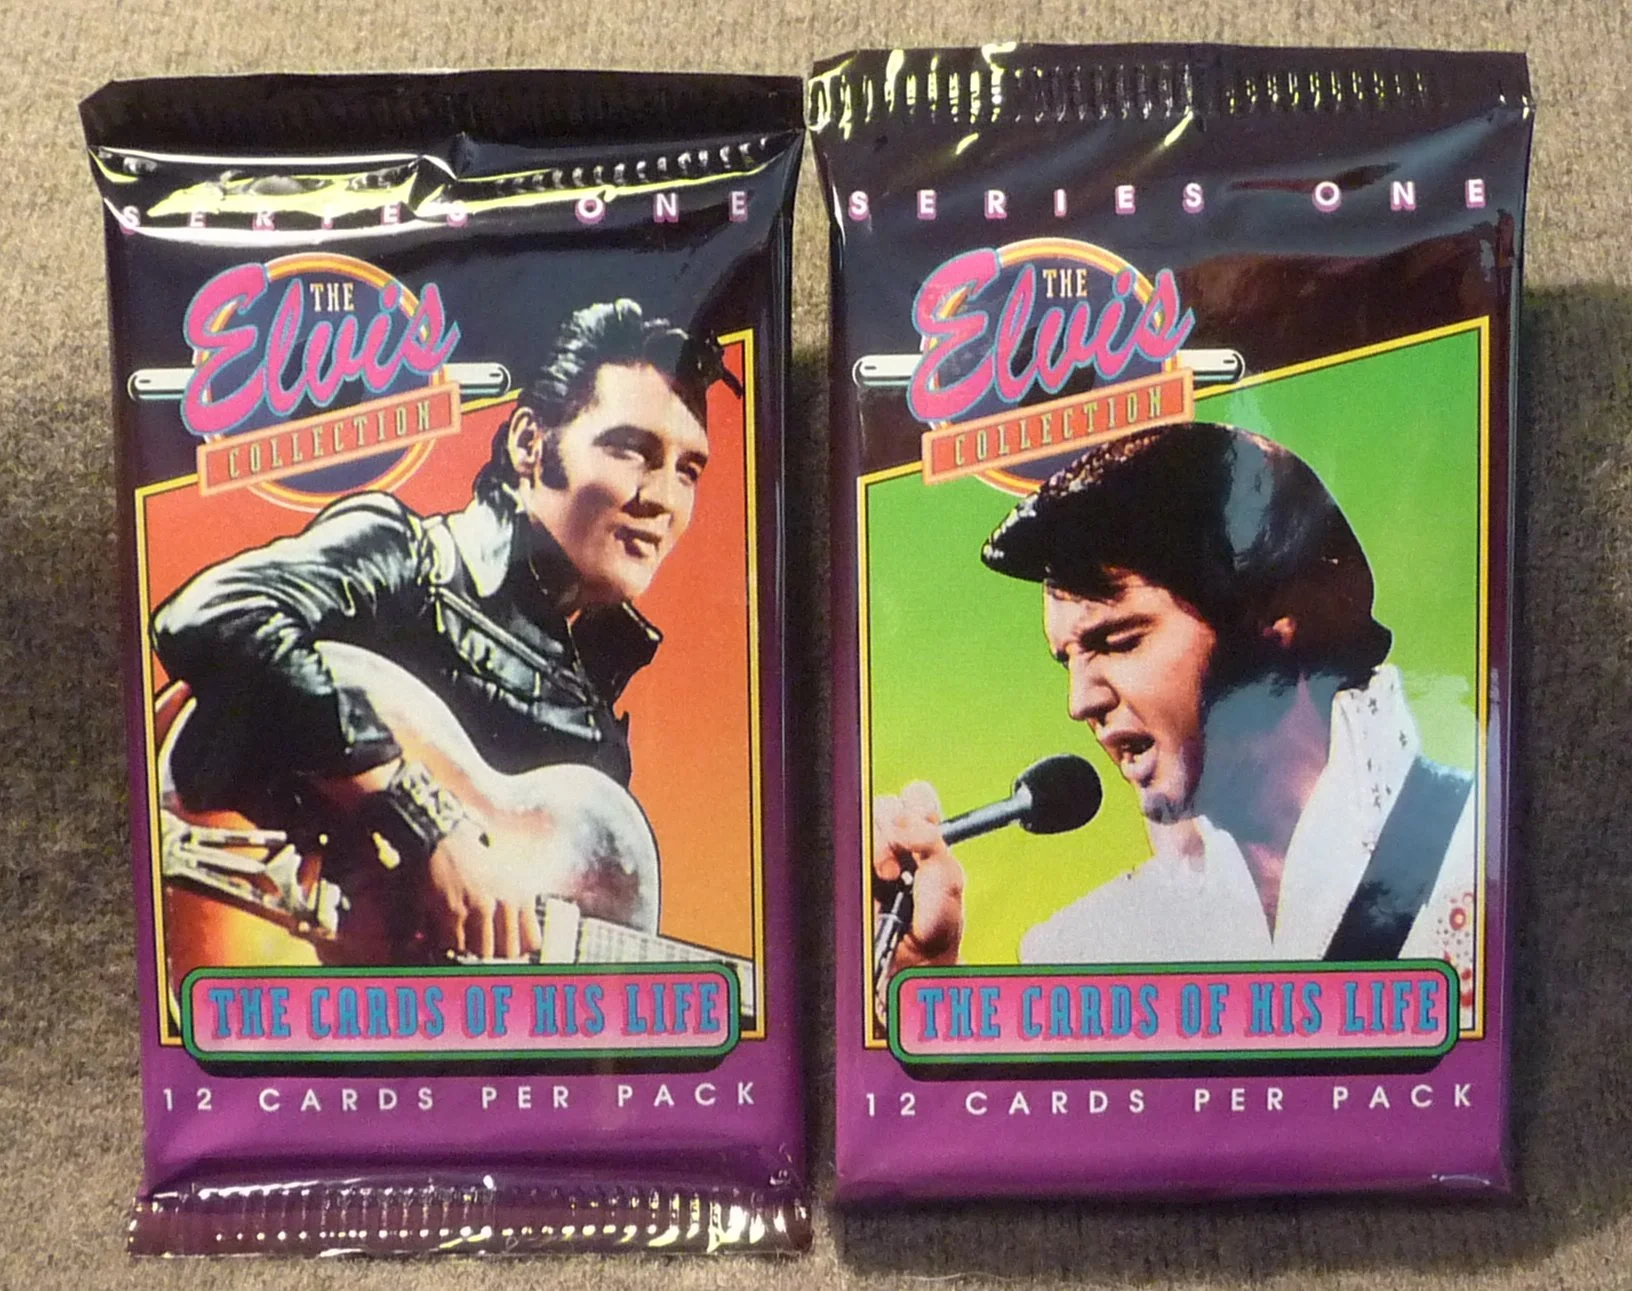 SERIES ONE
THE
Elvis
COLLECTION
THE CARDS OF HIS LIFE
12 CARDS PER PACK
SERIES ONE
THE
Elvis
COLLECTION
THE CARDS OF HIS LIFE
12 CARDS PER PACK